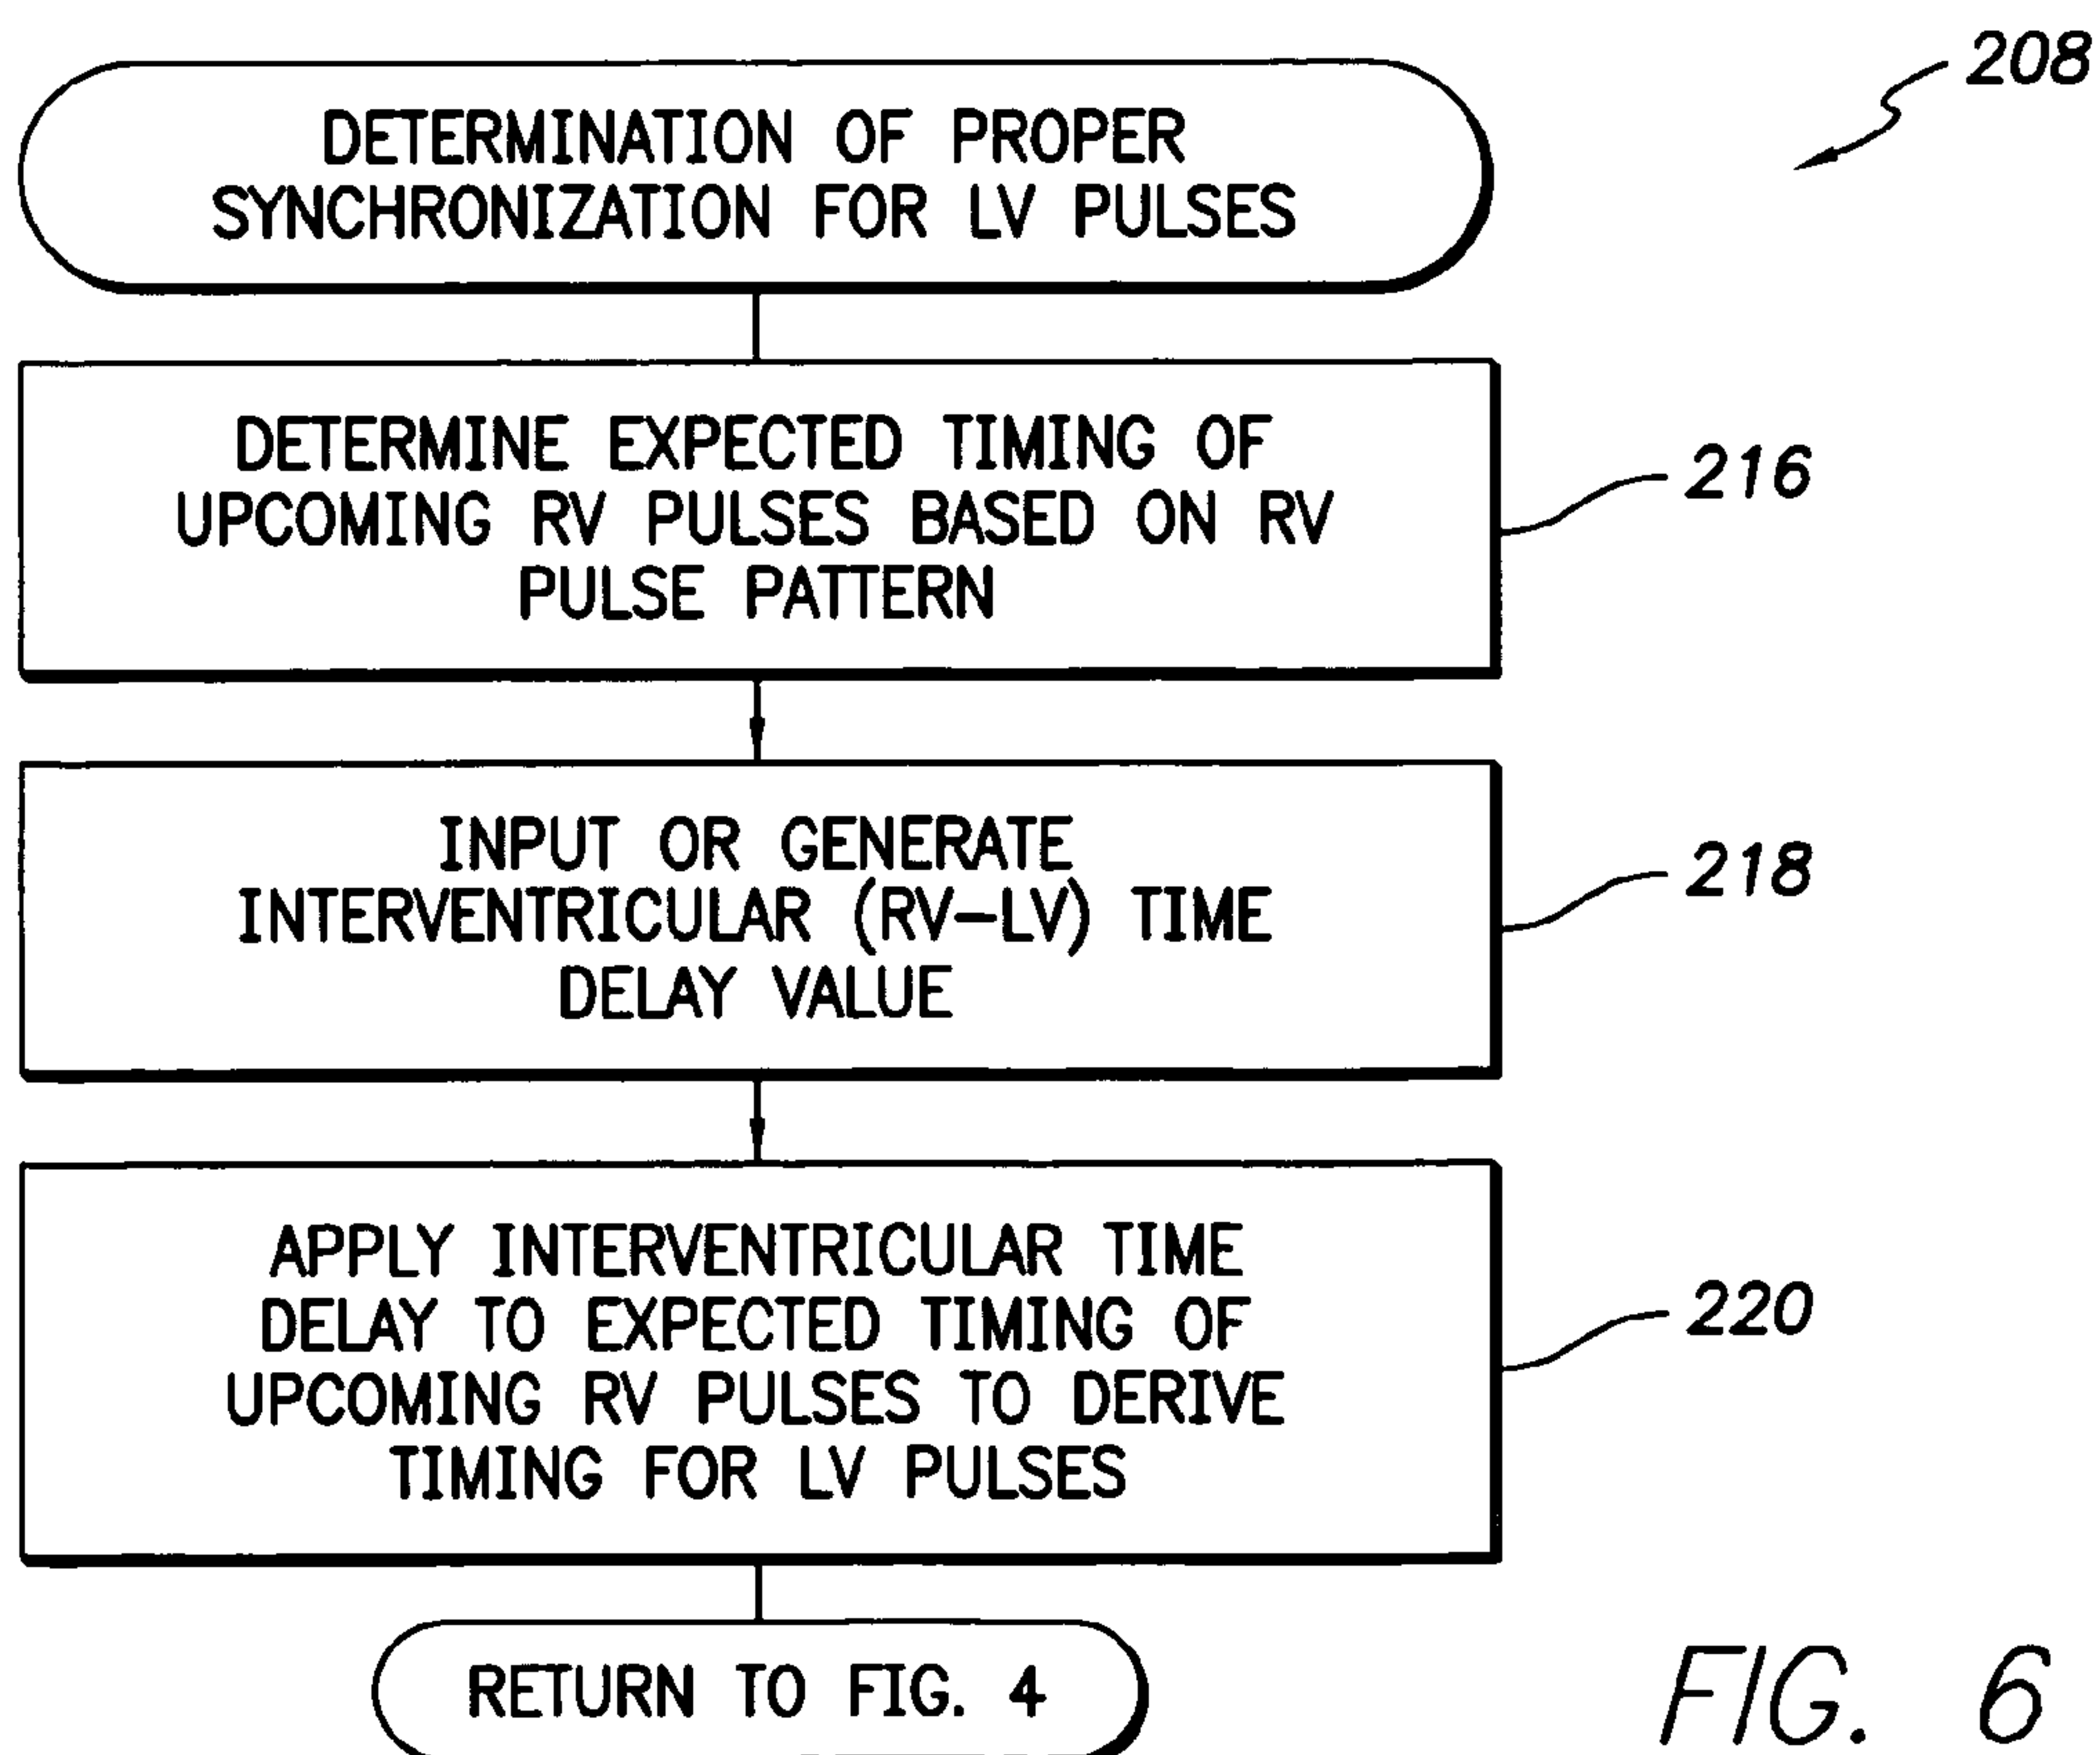 208
DETERMINATION OF PROPER
SYNCHRONIZATION FOR LV PULSES
DETERMINE EXPECTED TIMING OF
UPCOMING RV PULSES BASED ON RV
PULSE PATTERN
216
INPUT OR GENERATE
INTERVENTRICULAR (RV-LV) TIME
DELAY VALUE
218
APPLY INTERVENTRICULAR TIME
DELAY TO EXPECTED TIMING OF
UPCOMING RV PULSES TO DERIVE
TIMING FOR LV PULSES
220
RETURN TO FIG. 4
FIG. 6